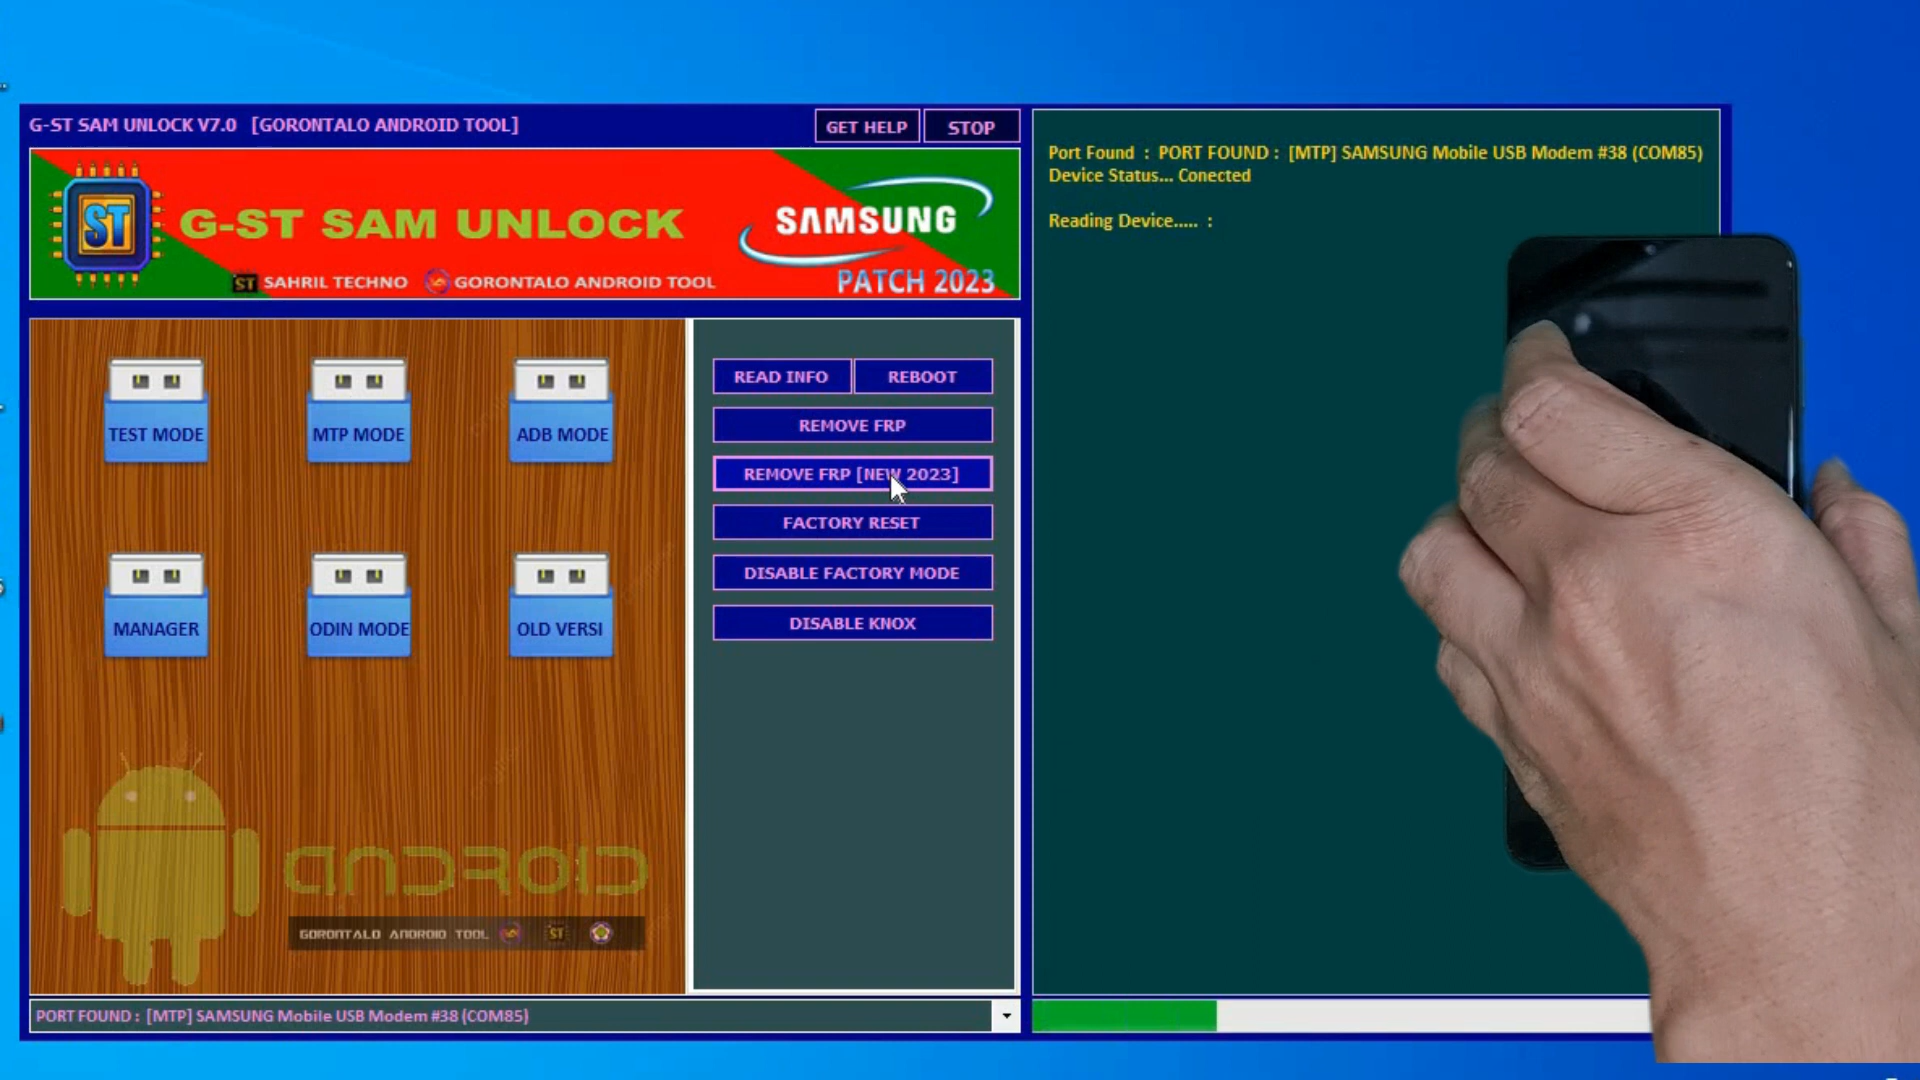 G-ST SAM UNLOCK V7.0 [GORONTALO ANDROID TOOL]
GET HELP
STOP
ST
G-ST SAM UNLOCK
SAMSUNG
PATCH 2023
ST SAHRIL TECHNO
GORONTALO ANDROID TOOL
TEST MODE
MTP MODE
ADB MODE
MANAGER
ODIN MODE
OLD VERSI
ANDROID
GORONTALO ANDROID TOOL
ST
READ INFO
REBOOT
REMOVE FRP
REMOVE FRP [NEW 2023]
FACTORY RESET
DISABLE FACTORY MODE
DISABLE KNOX
PORT FOUND : [MTP] SAMSUNG Mobile USB Modem #38 (COM85)
Port Found : PORT FOUND : [MTP] SAMSUNG Mobile USB Modem #38 (COM85)
Device Status... Conected
Reading Device..... :